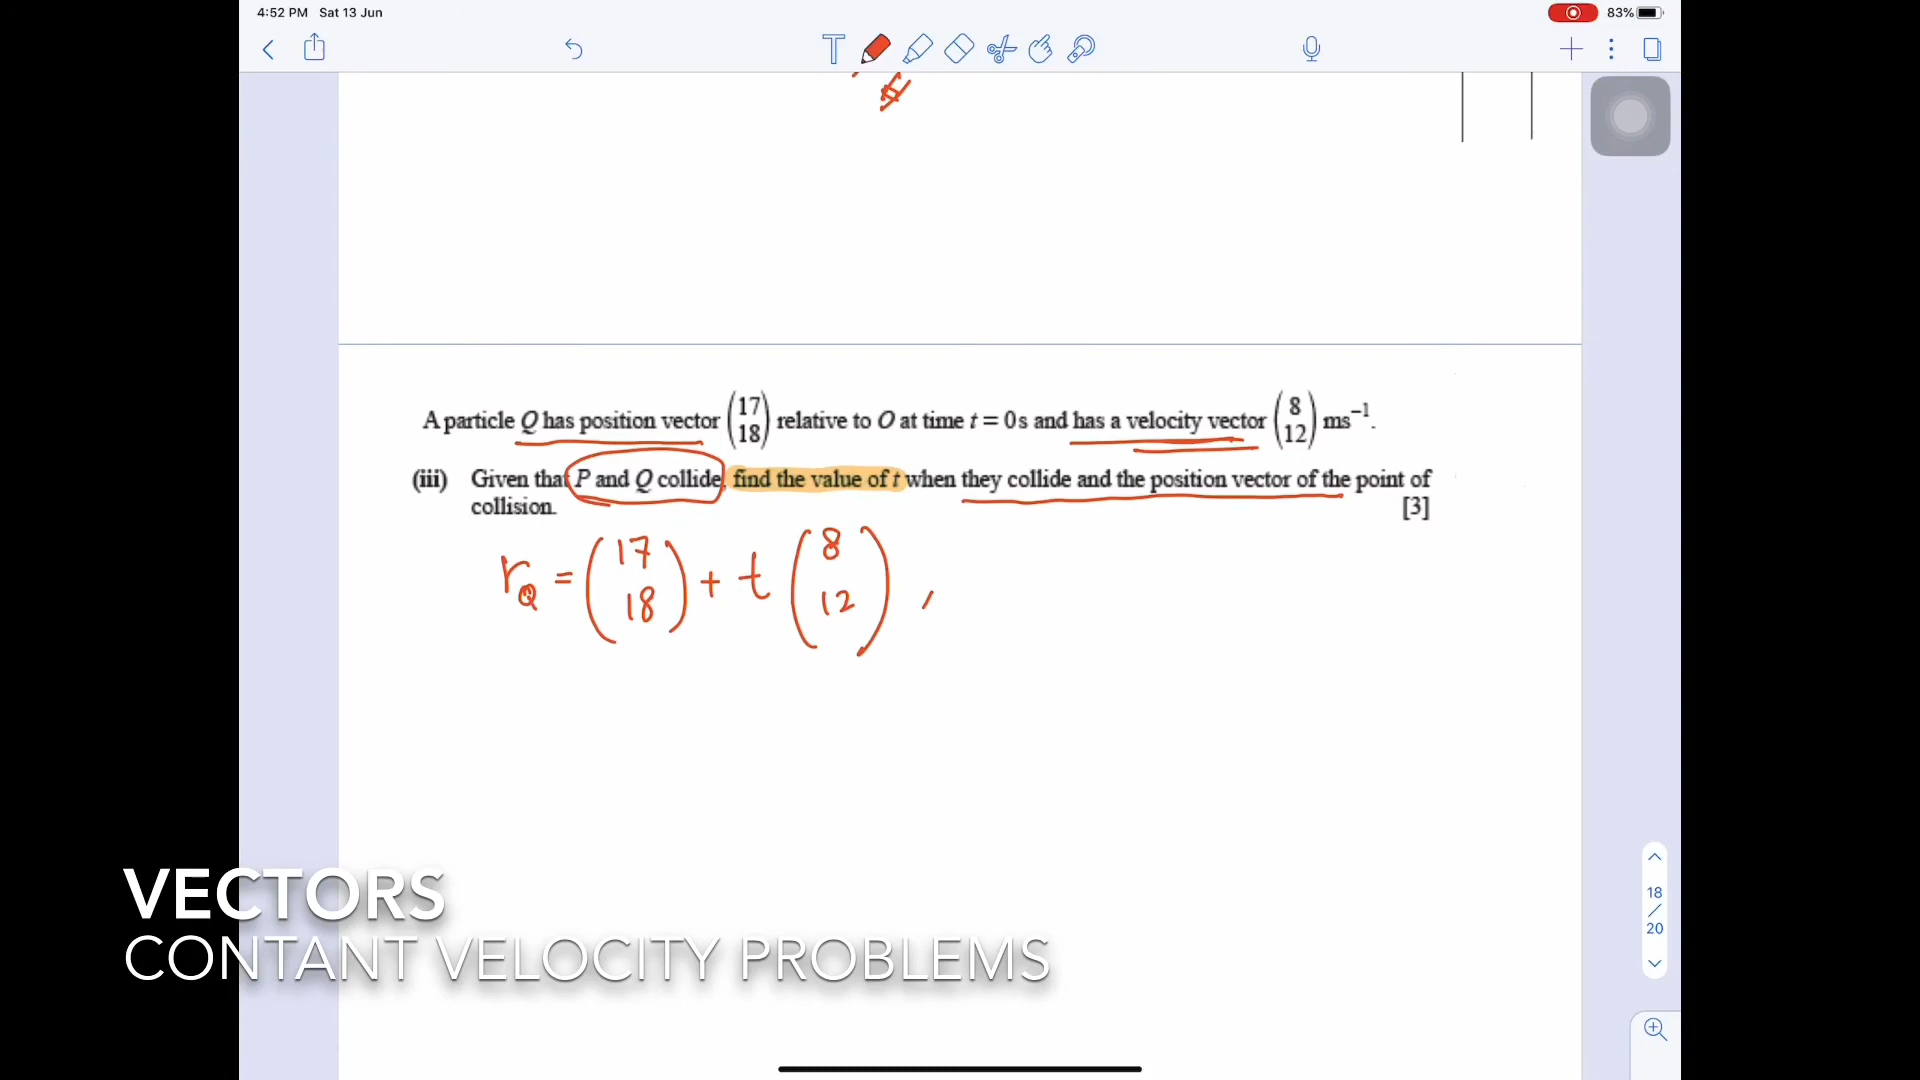 4:52 PM Sat 13 Jun
83%
A particle Q has position vector (17 18) relative to O at time t = 0s and has a velocity vector (8 12) ms⁻¹.
(iii) Given that P and Q collide, find the value of t when they collide and the position vector of the point of
collision. [3]
r_Q = (17 18) + t (8 12) ,
VECTORS
CONTANT VELOCITY PROBLEMS
18
/
20